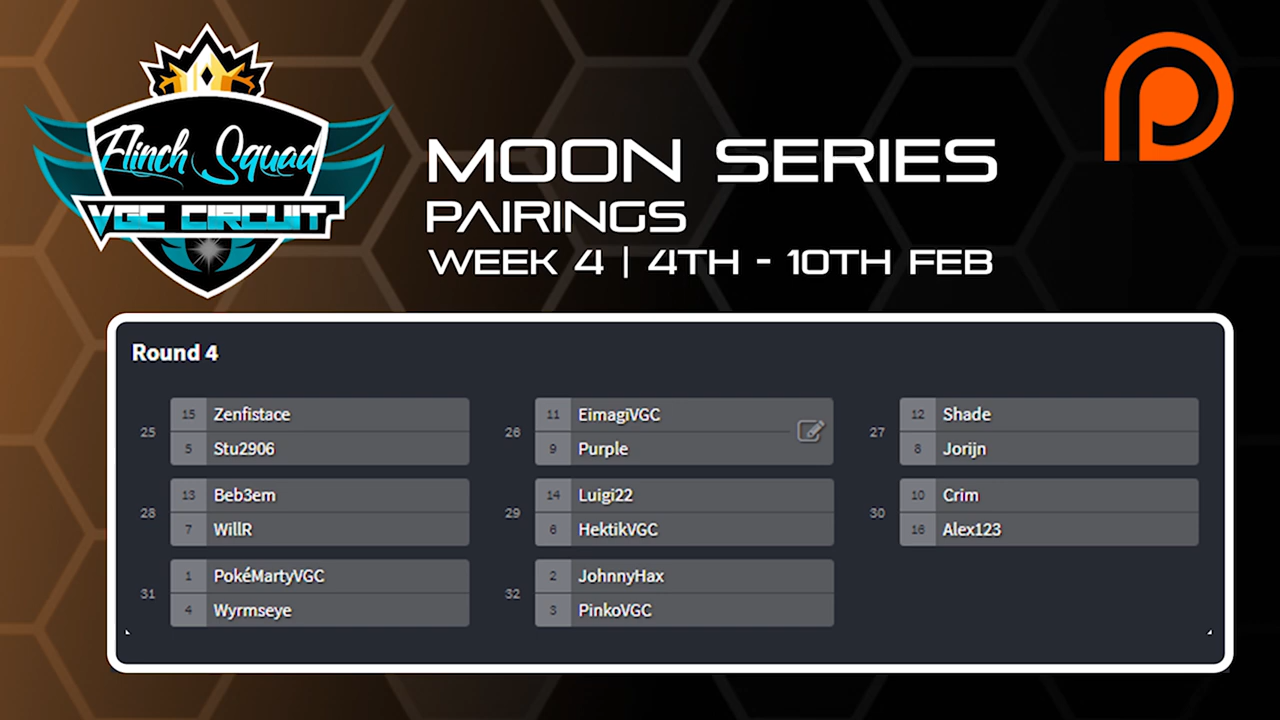 Flinch Squad
VGC CIRCUIT
MOON SERIES
PAIRINGS
WEEK 4 | 4TH - 10TH FEB
Round 4
25
15 Zenfistace
5 Stu2906
26
11 EimagiVGC
9 Purple
27
12 Shade
8 Jorijn
28
13 Beb3em
7 WillR
29
14 Luigi22
6 HektikVGC
30
10 Crim
16 Alex123
31
1 PokéMartyVGC
4 Wyrmseye
32
2 JohnnyHax
3 PinkoVGC